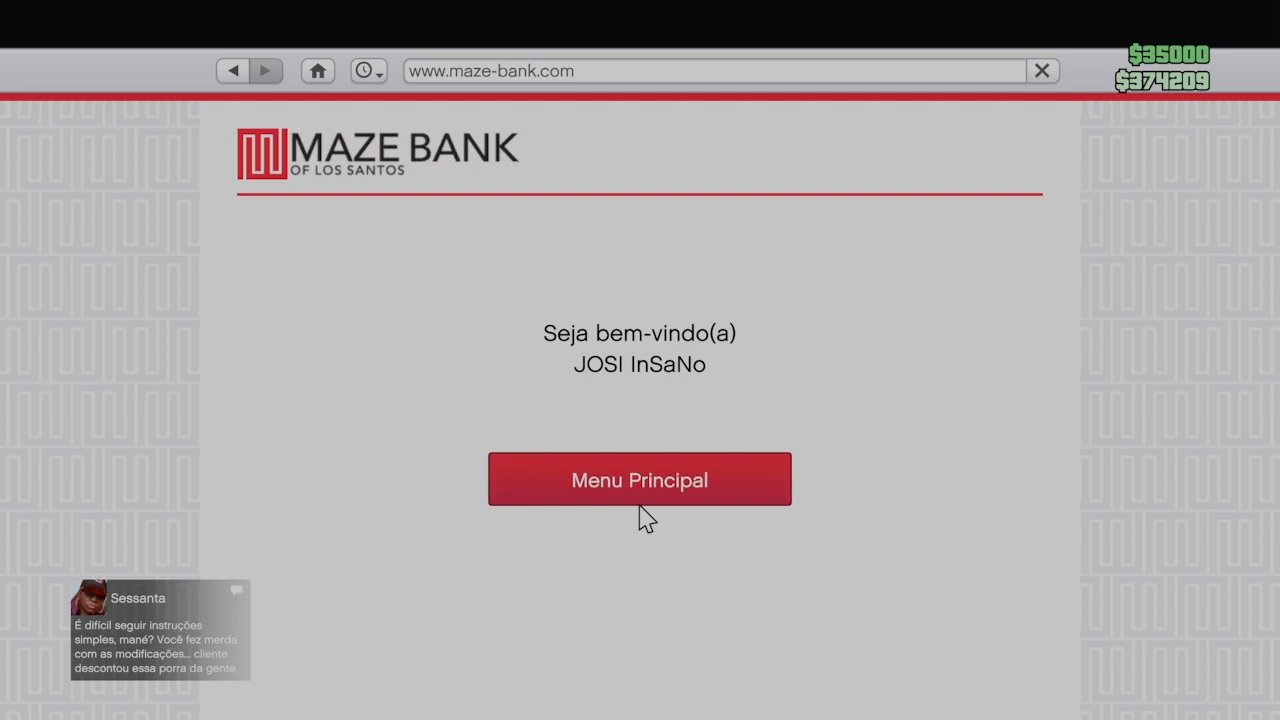 $35000
www.maze-bank.com
$374209
MAZE BANK
OF LOS SANTOS
Seja bem-vindo(a)
JOSI InSaNo
Menu Principal
Sessanta
É difícil seguir instruções
simples, mané? Você fez merda
com as modificações... cliente
descontou essa porra da gente.